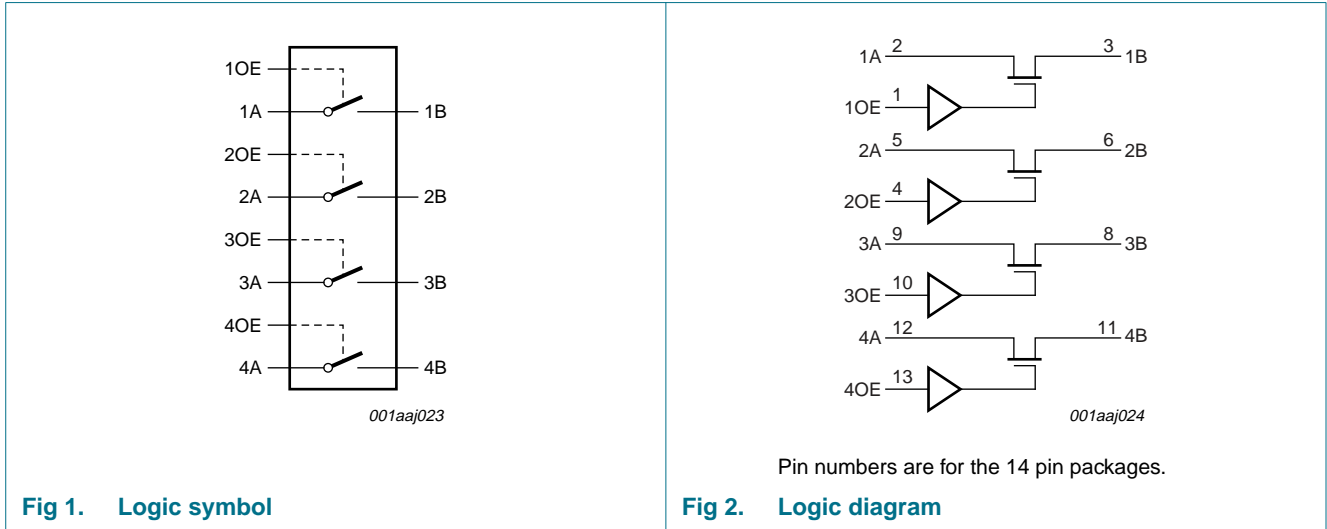 1OE
1A
1B
2OE
2A
2B
3OE
3A
3B
4OE
4A
4B
001aaj023
Fig 1. Logic symbol
1A 2 3 1B
1OE 1
2A 5 6 2B
2OE 4
3A 9 8 3B
3OE 10
4A 12 11 4B
4OE 13
001aaj024
Pin numbers are for the 14 pin packages.
Fig 2. Logic diagram